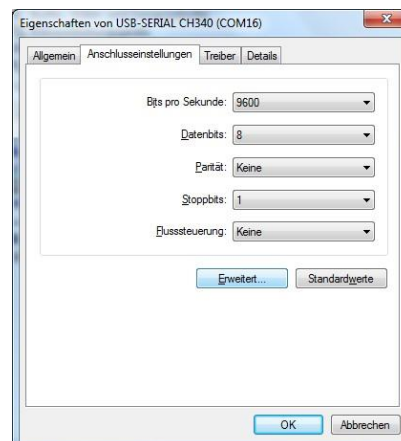 Eigenschaften von USB-SERIAL CH340 (COM16)
Allgemein Anschlusseinstellungen Treiber Details
Bits pro Sekunde: 9600
Datenbits: 8
Parität: Keine
Stoppbits: 1
Flusssteuerung: Keine
Erweitert... Standardwerte
OK Abbrechen